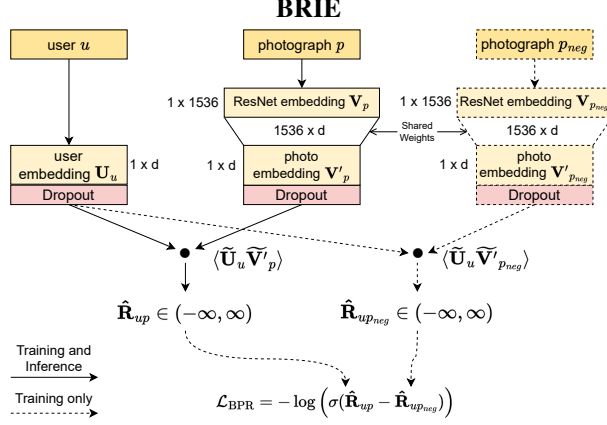 BRIE
user u
photograph p
photograph p_neg
1 x 1536
ResNet embedding V_p
1 x 1536
ResNet embedding V_p_neg
1536 x d
Shared
Weights
1536 x d
user
embedding U_u
1 x d
1 x d
photo
embedding V'_p
1 x d
photo
embedding V'_p_neg
Dropout
Dropout
Dropout
⟨Ũ_u Ṽ'_p⟩
⟨Ũ_u Ṽ'_p_neg⟩
R̂_up ∈ (−∞, ∞)
R̂_up_neg ∈ (−∞, ∞)
Training and
Inference
Training only
L_BPR = − log (σ(R̂_up − R̂_up_neg))